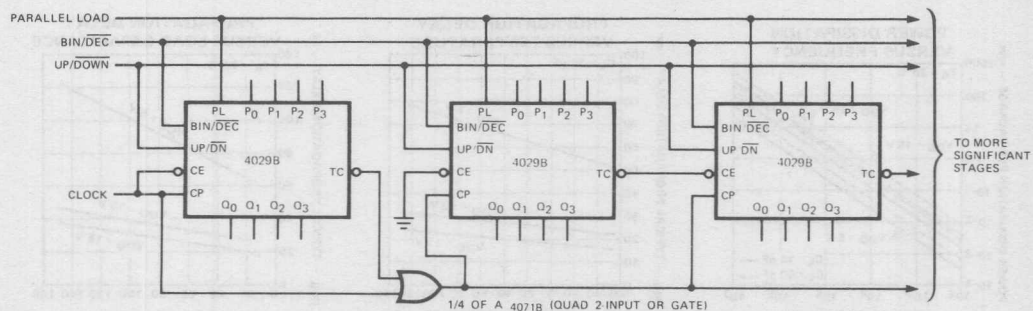 PARALLEL LOAD
BIN/DEC
UP/DOWN
PL P0 P1 P2 P3
BIN/DEC
UP/DN
4029B
CE
TC
CP
Q0 Q1 Q2 Q3
PL P0 P1 P2 P3
BIN/DEC
UP/DN
4029B
CE
TC
CP
Q0 Q1 Q2 Q3
PL P0 P1 P2 P3
BIN DEC
UP DN
4029B
CE
TC
CP
Q0 Q1 Q2 Q3
CLOCK
TO MORE
SIGNIFICANT
STAGES
1/4 OF A 4071B (QUAD 2-INPUT OR GATE)